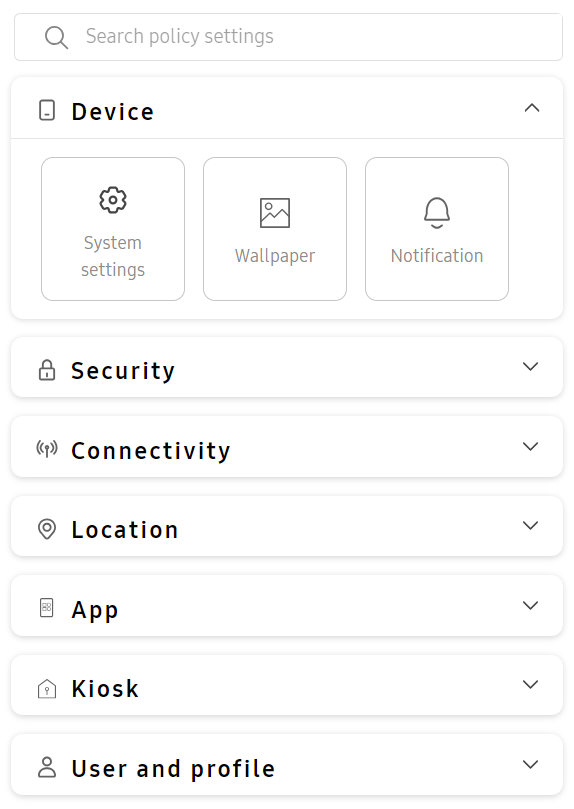 Search policy settings
Device
System
settings
Wallpaper
Notification
Security
Connectivity
Location
App
Kiosk
User and profile